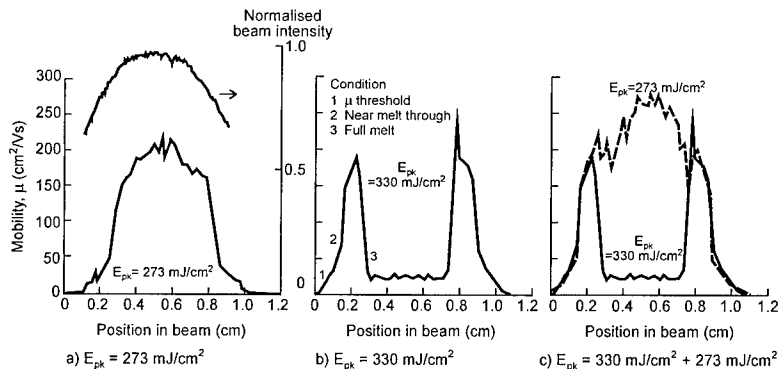 Normalised
beam intensity
Mobility, µ (cm²/Vs)
300
250
200
150
100
50
0
1.0
0.5
0
E_pk = 273 mJ/cm²
0 0.2 0.4 0.6 0.8 1.0 1.2
Position in beam (cm)
a) E_pk = 273 mJ/cm²
Condition
1 µ threshold
2 Near melt through
3 Full melt
E_pk
=330 mJ/cm²
2
1
3
0 0.2 0.4 0.6 0.8 1.0 1.2
Position in beam (cm)
b) E_pk = 330 mJ/cm²
E_pk=273 mJ/cm²
E_pk
=330 mJ/cm²
0 0.2 0.4 0.6 0.8 1.0 1.2
Position in beam (cm)
c) E_pk = 330 mJ/cm² + 273 mJ/cm²